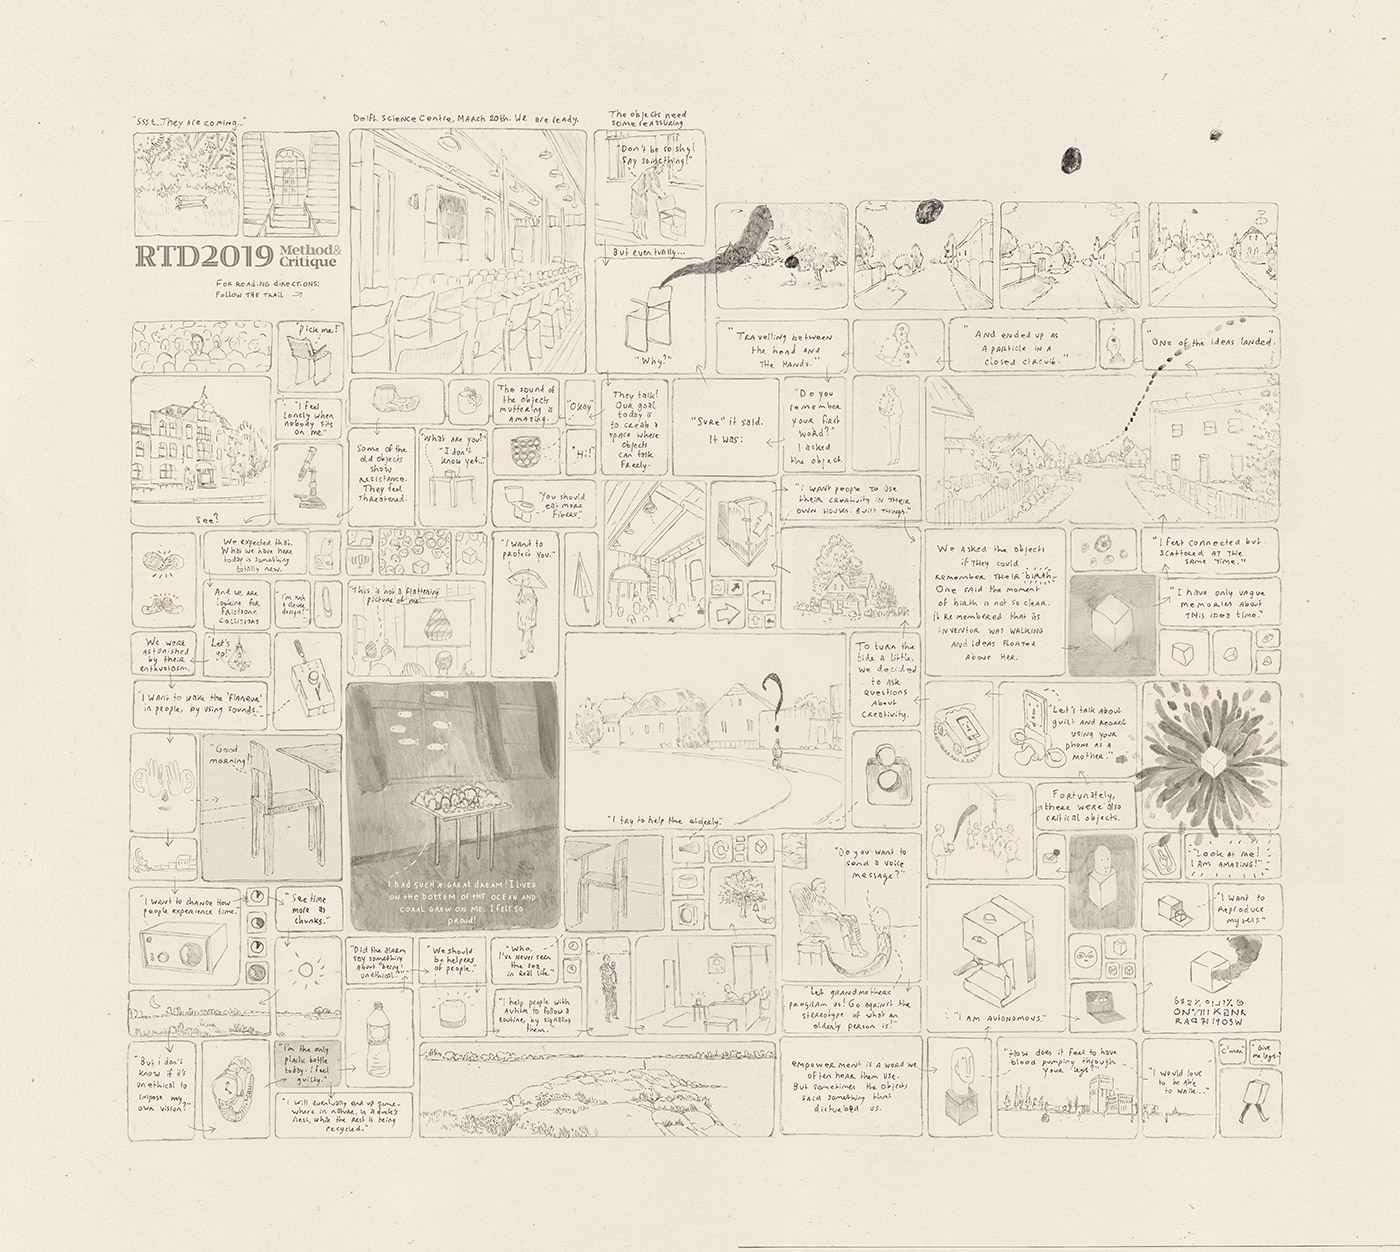 "Ssst...They are coming..."
Delft. Science Centre, March 20th. We are ready.
The objects need
some reassuring
"Don't be so shy!
Say something!"
RTD2019 Method&
Critique
FOR READING DIRECTIONS:
FOLLOW THE TRAIL →
But eventually...
"Why?"
"Pick me!"
"I feel
lonely when
nobody sits
on me."
See?
Some of the
old objects
show
resistance.
They feel
threatened.
"What are you?"
"I don't
know yet..."
The sound of
the objects
muttering is
amazing.
"Okay"
"Hi!"
They talk!
Our goal
today is
to create a
space where
objects
can talk
freely.
"You should
eat more
fibers."
"Sure" it said.
It was:
"Do you
remember
your first
word?"
I asked
the object.
"Travelling between
the head and
the hands."
"And ended up as
a particle in a
closed circuit."
"One of the ideas landed."
"I want people to use
their creativity in their
own houses. Built things."
We asked the objects
if they could
remember their birth.
One said the moment
of birth is not so clear.
It remembered that its
inventor was walking
and ideas floated
above her.
"I feel connected but
scattered at the
same time."
"I have only vague
memories about
this idea time."
We expected that
what we have here
today is something
totally new.
And we are
looking for
frictions
collisions
"I'm such
a clever
design!"
We were
astonished
by their
enthusiasm.
"Let's
go!"
"I want to wake the 'flaneur'
in people, by using sounds."
"This is not a flattering
picture of me."
"I want to
protect you."
To turn the
tide a little,
we decided
to ask
questions
about
creativity.
"I try to help the elderly."
"Good
morning!"
I had such a great dream! I lived
on the bottom of the ocean and
coral grew on me. I felt so
proud!
"Let's talk about
guilt and regret
using your
phone as a
mother."
Fortunately,
there were also
critical objects.
"Look at me!
I am amazing!"
"I want to
reproduce
myself"
"Do you want to
send a voice
message?"
"I want to change how
people experience time."
"See time
more as
chunks."
"Did the alarm
say something
about 'being'
unethical?"
"We should
be helpers
of people."
"Who,
I've never seen
the sea
in real life."
"I help people with
autism to follow a
routine, by signaling
them."
"Let grandmothers
program us! Go against the
stereotype of what an
elderly person is!"
"I am autonomous."
"But I don't
know if it's
unethical to
impose my
own vision?"
"I'm the only
plastic bottle
today. I feel
guilty."
"I will eventually end up some-
where in nature, in a duck's
nest, while the rest is being
recycled."
Empowerment is a word we
often hear them use.
But sometimes the objects
said something that
disturbed us.
"How does it feel to have
blood pumping through
your legs?"
"I would love
to be able
to walk..."
"C'mon"
"Give
me legs."